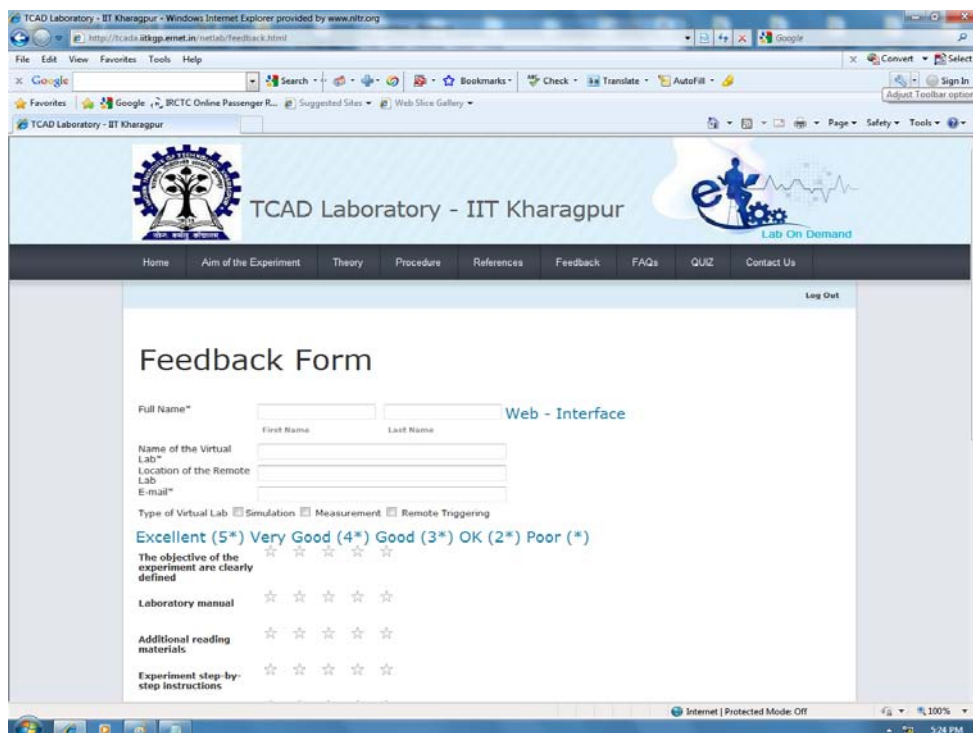 TCAD Laboratory - IIT Kharagpur - Windows Internet Explorer provided by www.nltr.org
http://tcada.iitkgp.ernet.in/netlab/feedback.html
Google
File Edit View Favorites Tools Help
Convert Select
Google Search Bookmarks Check Translate AutoFill Sign In
Adjust Toolbar option
Favorites Google IRCTC Online Passenger R... Suggested Sites Web Slice Gallery
TCAD Laboratory - IIT Kharagpur
Page Safety Tools
TCAD Laboratory - IIT Kharagpur
e
Lab On Demand
Home Aim of the Experiment Theory Procedure References Feedback FAQs QUIZ Contact Us
Log Out
Feedback Form
Full Name* Web - Interface
First Name Last Name
Name of the Virtual
Lab*
Location of the Remote
Lab
E-mail*
Type of Virtual Lab Simulation Measurement Remote Triggering
Excellent (5*) Very Good (4*) Good (3*) OK (2*) Poor (*)
The objective of the
experiment are clearly
defined
Laboratory manual
Additional reading
materials
Experiment step-by-
step instructions
Internet | Protected Mode: Off 100%
5:24 PM